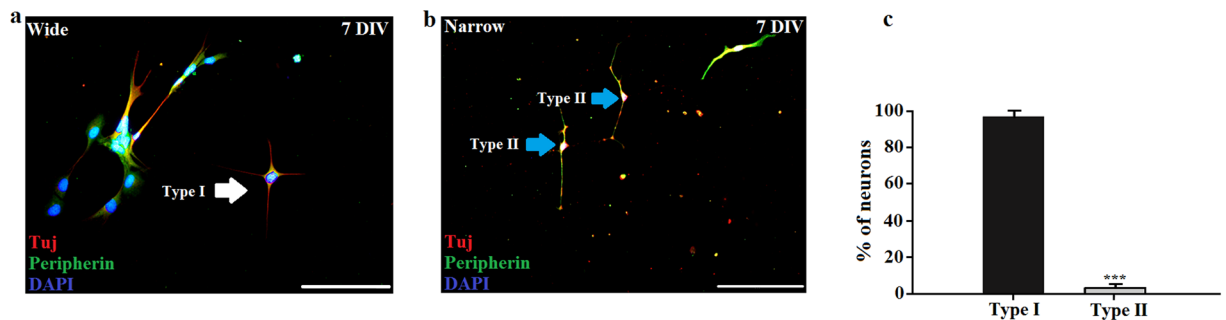 a
Wide
7 DIV
Type I
Tuj
Peripherin
DAPI
b
Narrow
7 DIV
Type II
Type II
Tuj
Peripherin
DAPI
c
% of neurons
100
80
60
40
20
0
***
Type I
Type II